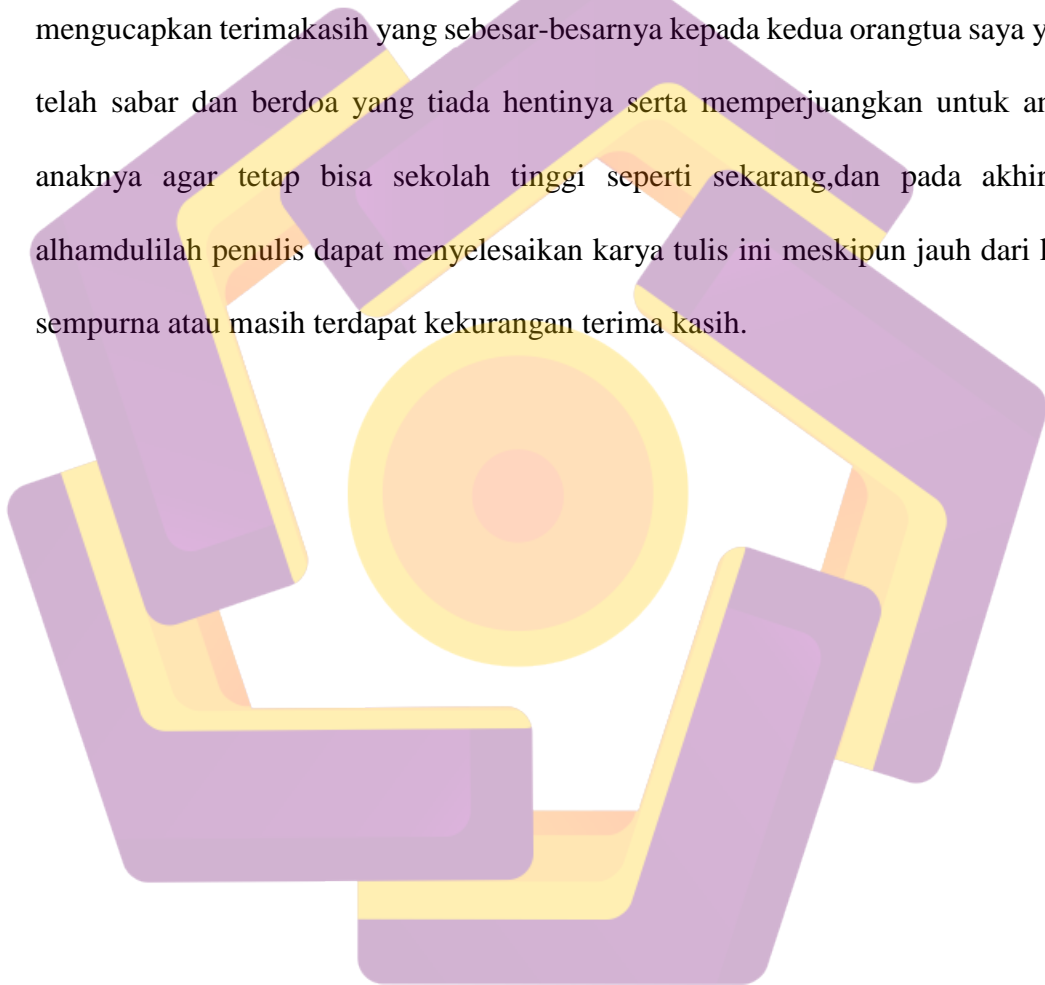 mengucapkan terimakasih yang sebesar-besarnya kepada kedua orangtua saya
telah sabar dan berdoa yang tiada hentinya serta memperjuangkan untuk
anaknya agar tetap bisa sekolah tinggi seperti sekarang,dan pada
alhamdulilah penulis dapat menyelesaikan karya tulis ini meskipun jauh dari
sempurna atau masih terdapat kekurangan terima kasih.